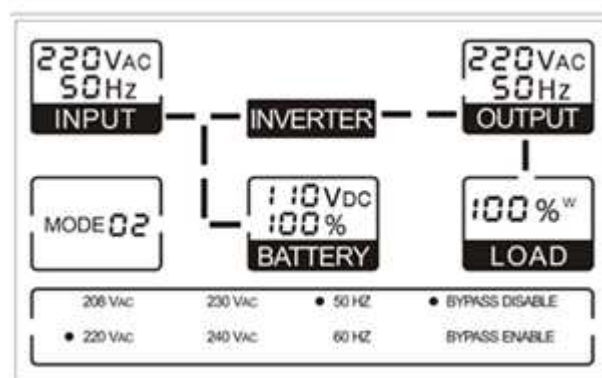 220VAC
50Hz
INPUT
INVERTER
220VAC
50Hz
OUTPUT
MODE 02
110VDC
100%
BATTERY
100%W
LOAD
208 VAC 230 VAC • 50 HZ • BYPASS DISABLE
• 220 VAC 240 VAC 60 HZ BYPASS ENABLE